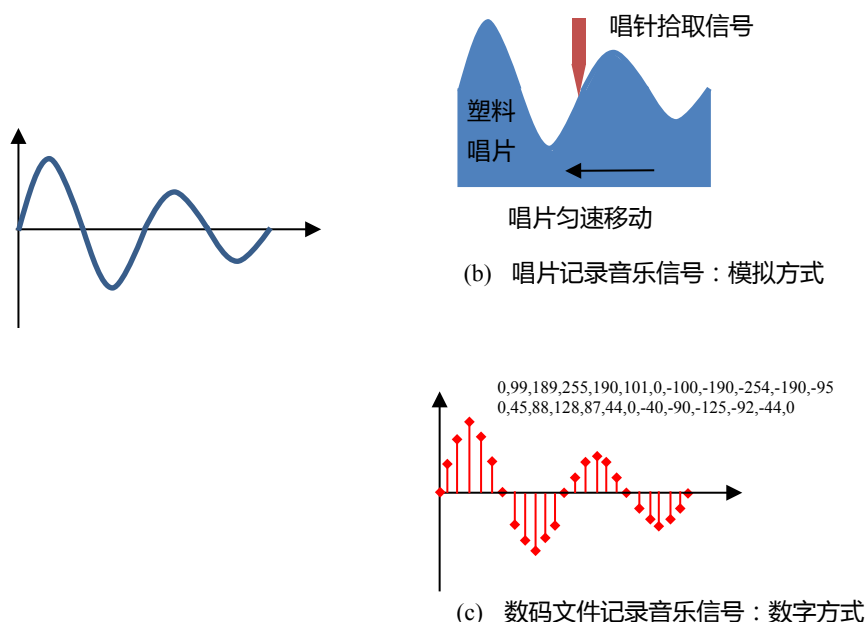 唱针拾取信号
塑料
唱片
唱片匀速移动
(b) 唱片记录音乐信号：模拟方式
0,99,189,255,190,101,0,-100,-190,-254,-190,-95
0,45,88,128,87,44,0,-40,-90,-125,-92,-44,0
(c) 数码文件记录音乐信号：数字方式